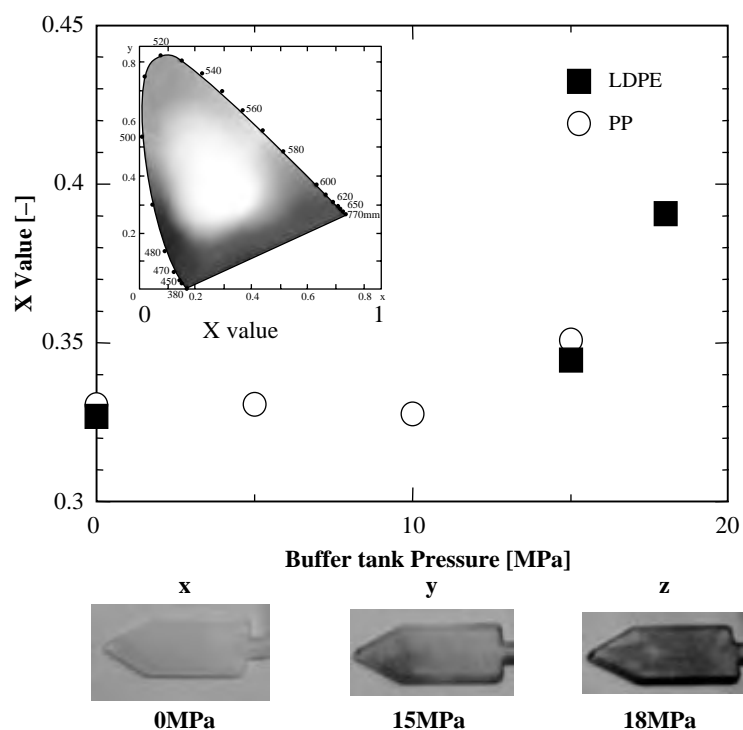 0.45
0.4
0.35
0.3
X Value [−]
0
10
20
Buffer tank Pressure [MPa]
LDPE
PP
y
0.8
0.6
0.4
0.2
0
0.2
0.4
0.6
0.8
x
520
540
560
580
600
620
650
770mm
500
480
470
450
380
0
1
X value
x
y
z
0MPa
15MPa
18MPa